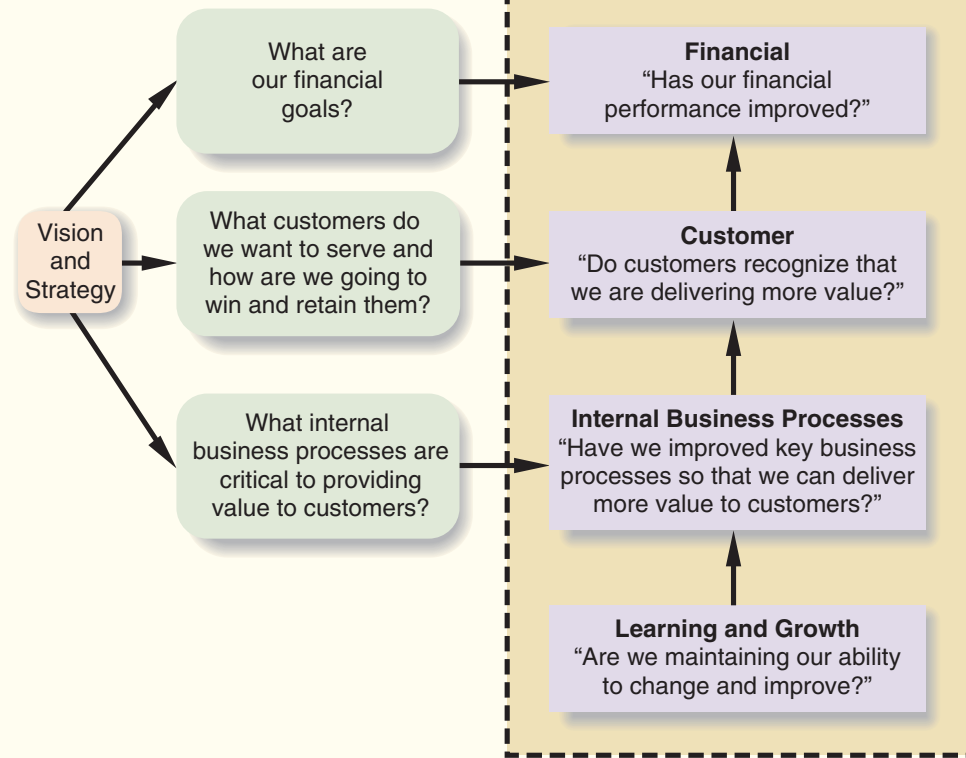 Vision
and
Strategy
What are
our financial
goals?
What customers do
we want to serve and
how are we going to
win and retain them?
What internal
business processes are
critical to providing
value to customers?
Financial
“Has our financial
performance improved?”
Customer
“Do customers recognize that
we are delivering more value?”
Internal Business Processes
“Have we improved key business
processes so that we can deliver
more value to customers?”
Learning and Growth
“Are we maintaining our ability
to change and improve?”